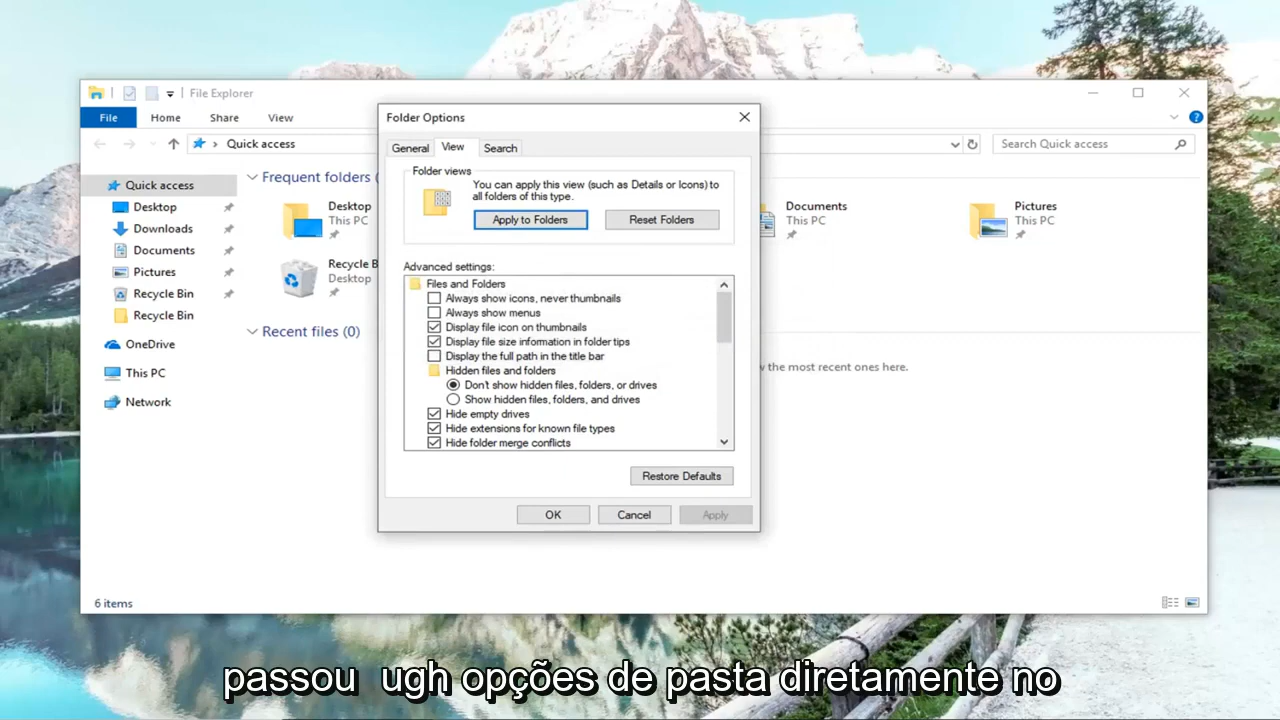 File Explorer
File Home Share View
Quick access
Search Quick access
Folder Options
General View Search
Folder views
You can apply this view (such as Details or Icons) to
all folders of this type.
Apply to Folders Reset Folders
Advanced settings:
Files and Folders
Always show icons, never thumbnails
Always show menus
Display file icon on thumbnails
Display file size information in folder tips
Display the full path in the title bar
Hidden files and folders
Don't show hidden files, folders, or drives
Show hidden files, folders, and drives
Hide empty drives
Hide extensions for known file types
Hide folder merge conflicts
Restore Defaults
OK Cancel Apply
Quick access
Desktop
Downloads
Documents
Pictures
Recycle Bin
Recycle Bin
OneDrive
This PC
Network
Frequent folders (
Desktop
This PC
Documents
This PC
Pictures
This PC
Recycle B
Desktop
Recent files (0)
the most recent ones here.
6 items
passou ugh opções de pasta diretamente no